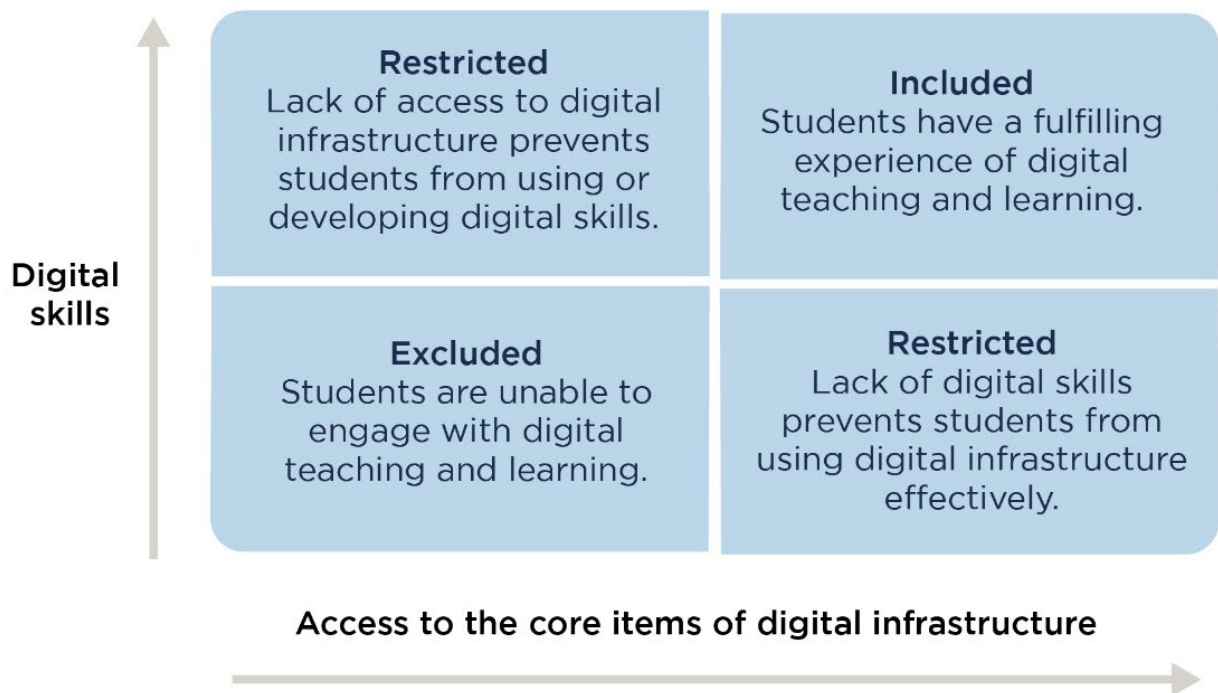 Restricted
Lack of access to digital
infrastructure prevents
students from using or
developing digital skills.
Included
Students have a fulfilling
experience of digital
teaching and learning.
Digital
skills
Excluded
Students are unable to
engage with digital
teaching and learning.
Restricted
Lack of digital skills
prevents students from
using digital infrastructure
effectively.
Access to the core items of digital infrastructure